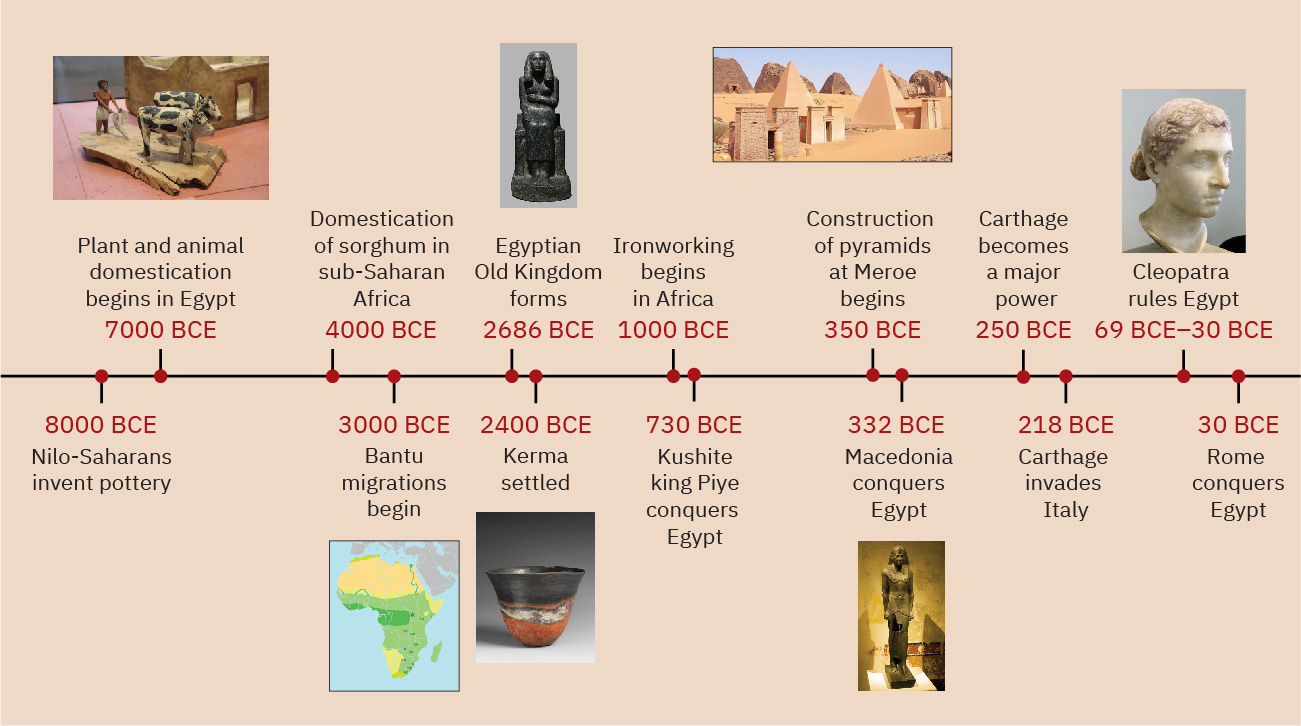 Plant and animal
domestication
begins in Egypt
7000 BCE
Domestication
of sorghum in
sub-Saharan
Africa
4000 BCE
Egyptian
Old Kingdom
forms
2686 BCE
Ironworking
begins
in Africa
1000 BCE
Construction
of pyramids
at Meroe
begins
350 BCE
Carthage
becomes
a major
power
250 BCE
Cleopatra
rules Egypt
69 BCE–30 BCE
8000 BCE
Nilo-Saharans
invent pottery
3000 BCE
Bantu
migrations
begin
2400 BCE
Kerma
settled
730 BCE
Kushite
king Piye
conquers
Egypt
332 BCE
Macedonia
conquers
Egypt
218 BCE
Carthage
invades
Italy
30 BCE
Rome
conquers
Egypt